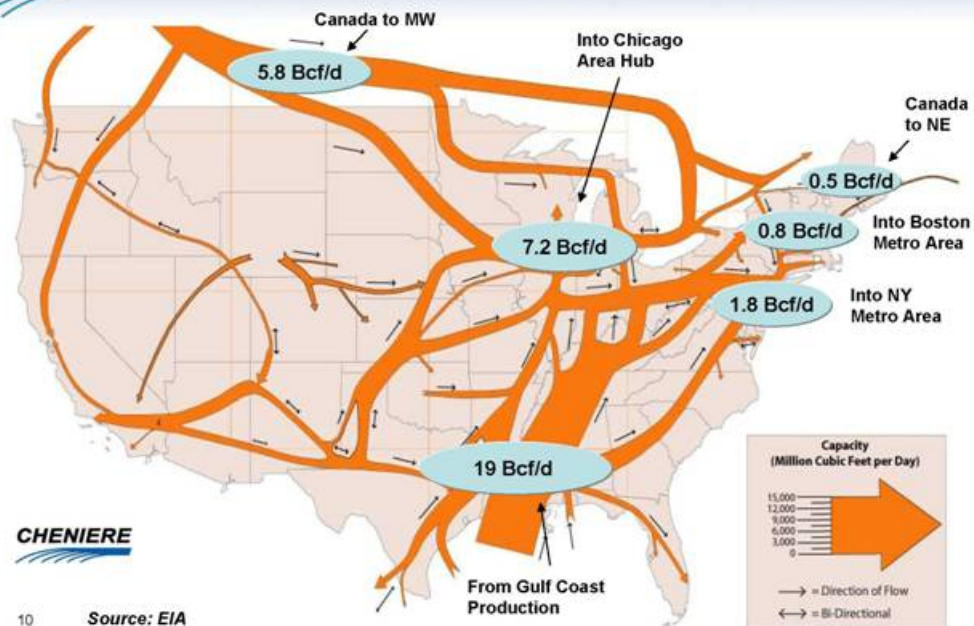 Canada to MW
5.8 Bcf/d
Into Chicago
Area Hub
Canada
to NE
0.5 Bcf/d
0.8 Bcf/d
Into Boston
Metro Area
7.2 Bcf/d
1.8 Bcf/d
Into NY
Metro Area
19 Bcf/d
From Gulf Coast
Production
Capacity
(Million Cubic Feet per Day)
15,000
12,000
9,000
6,000
3,000
0
= Direction of Flow
= Bi-Directional
CHENIERE
10
Source: EIA